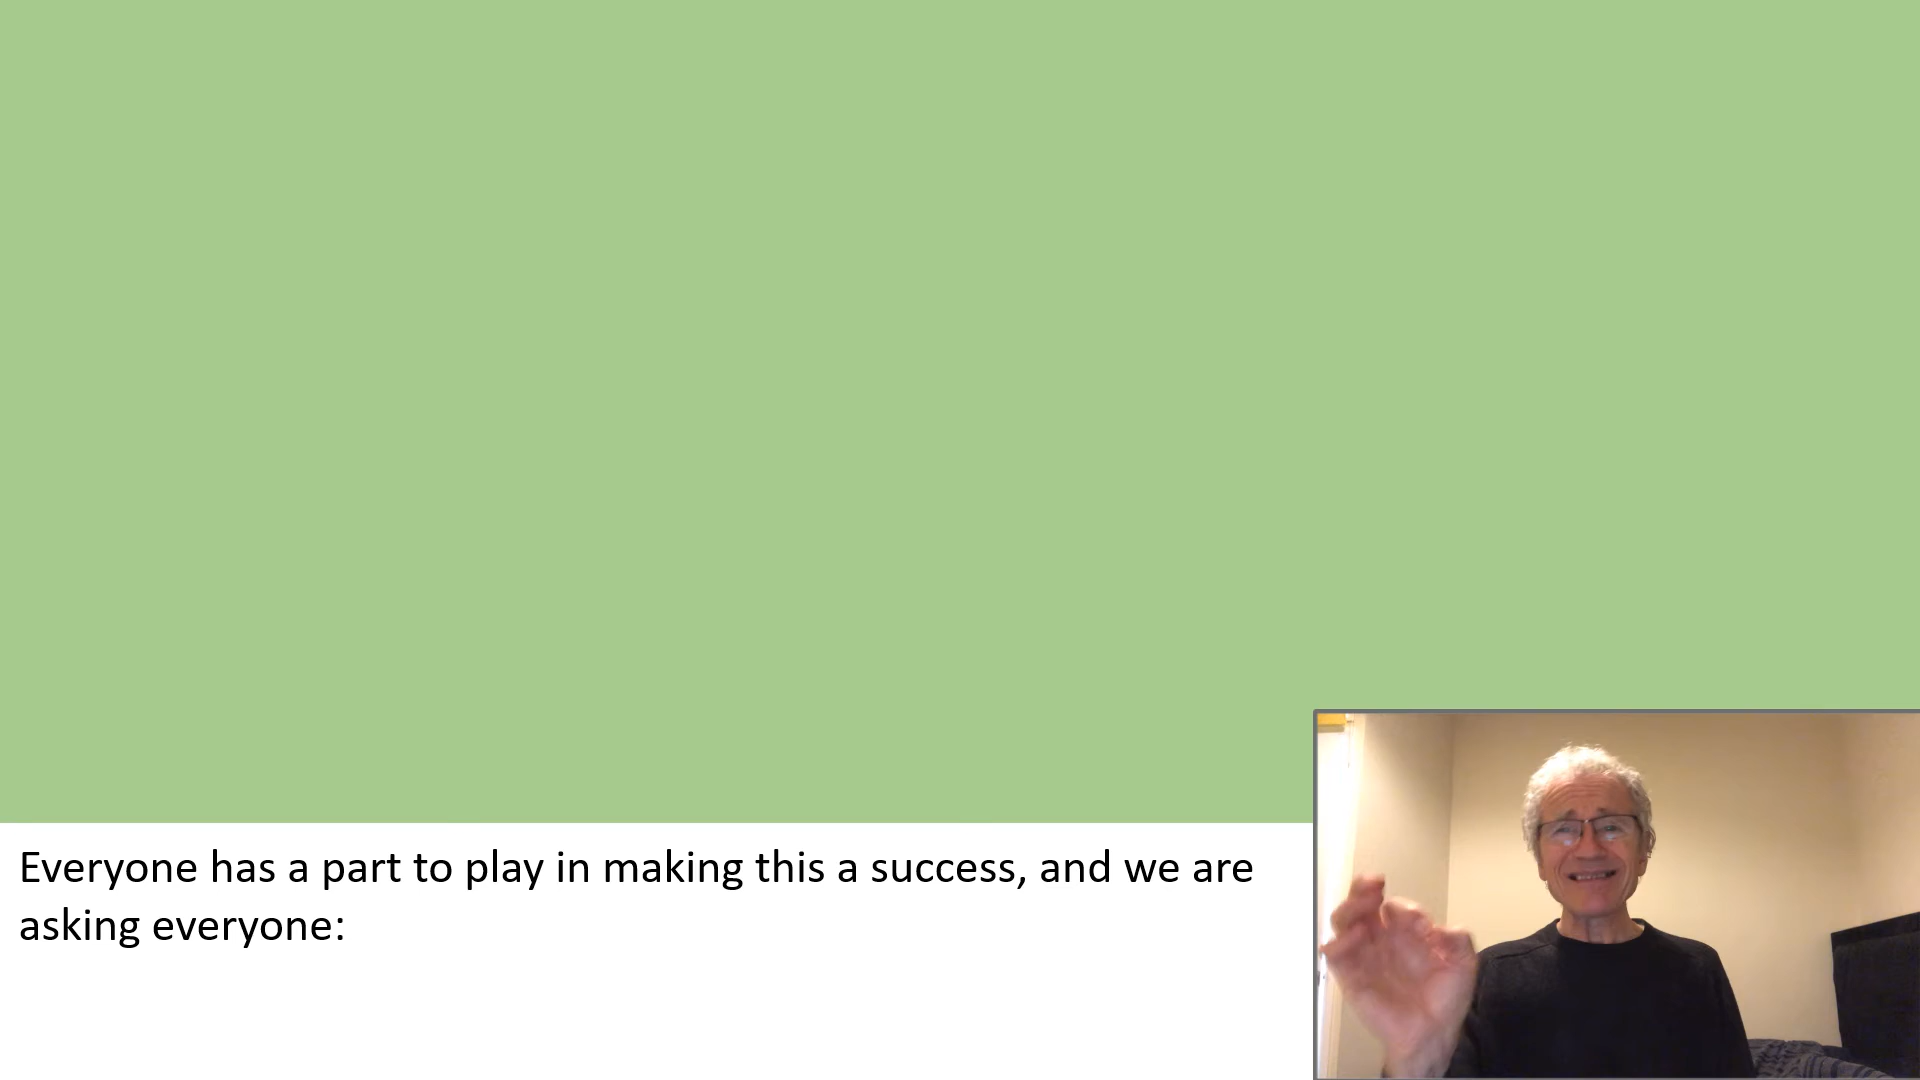 Everyone has a part to play in making this a success, and we are
asking everyone: